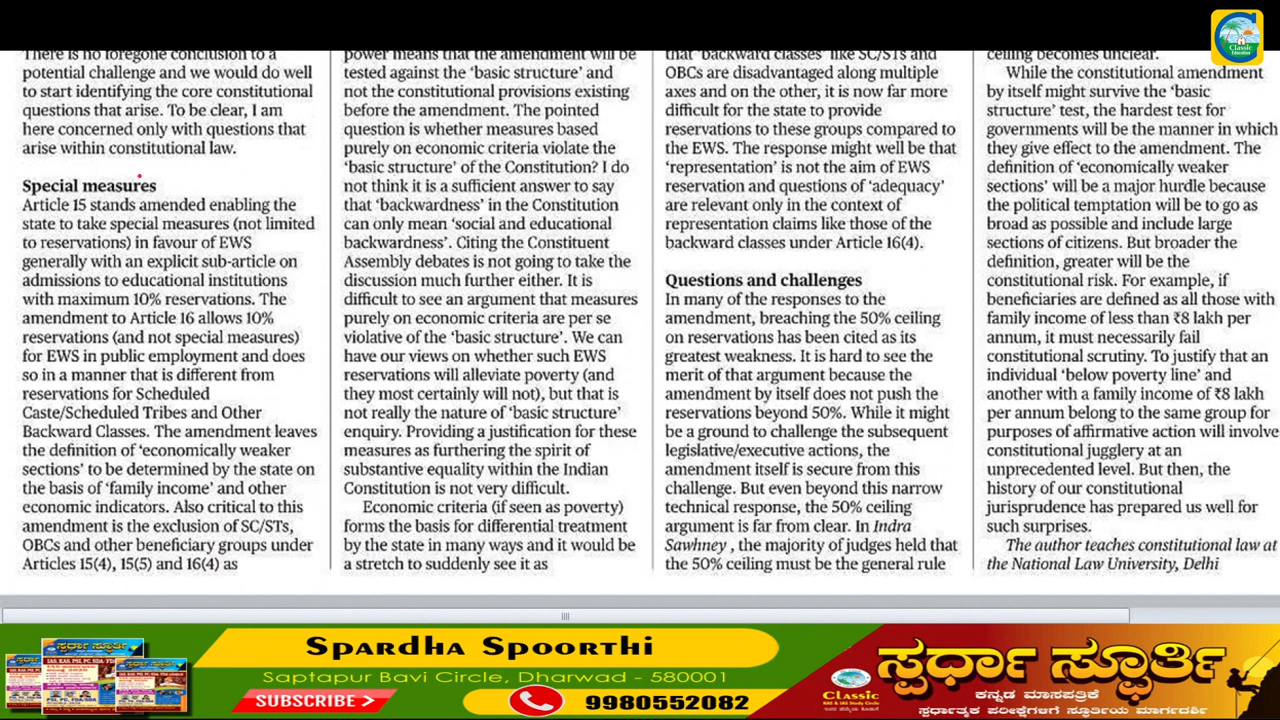 Classic
Education
There is no foregone conclusion to a
potential challenge and we would do well
to start identifying the core constitutional
questions that arise. To be clear, I am
here concerned only with questions that
arise within constitutional law.
Special measures
Article 15 stands amended enabling the
state to take special measures (not limited
to reservations) in favour of EWS
generally with an explicit sub-article on
admissions to educational institutions
with maximum 10% reservations. The
amendment to Article 16 allows 10%
reservations (and not special measures)
for EWS in public employment and does
so in a manner that is different from
reservations for Scheduled
Caste/Scheduled Tribes and Other
Backward Classes. The amendment leaves
the definition of ‘economically weaker
sections’ to be determined by the state on
the basis of ‘family income’ and other
economic indicators. Also critical to this
amendment is the exclusion of SC/STs,
OBCs and other beneficiary groups under
Articles 15(4), 15(5) and 16(4) as
power means that the amendment will be
tested against the ‘basic structure’ and
not the constitutional provisions existing
before the amendment. The pointed
question is whether measures based
purely on economic criteria violate the
‘basic structure’ of the Constitution? I do
not think it is a sufficient answer to say
that ‘backwardness’ in the Constitution
can only mean ‘social and educational
backwardness’. Citing the Constituent
Assembly debates is not going to take the
discussion much further either. It is
difficult to see an argument that measures
purely on economic criteria are per se
violative of the ‘basic structure’. We can
have our views on whether such EWS
reservations will alleviate poverty (and
they most certainly will not), but that is
not really the nature of ‘basic structure’
enquiry. Providing a justification for these
measures as furthering the spirit of
substantive equality within the Indian
Constitution is not very difficult.
Economic criteria (if seen as poverty)
forms the basis for differential treatment
by the state in many ways and it would be
a stretch to suddenly see it as
that ‘backward classes’ like SC/STs and
OBCs are disadvantaged along multiple
axes and on the other, it is now far more
difficult for the state to provide
reservations to these groups compared to
the EWS. The response might well be that
‘representation’ is not the aim of EWS
reservation and questions of ‘adequacy’
are relevant only in the context of
representation claims like those of the
backward classes under Article 16(4).
Questions and challenges
In many of the responses to the
amendment, breaching the 50% ceiling
on reservations has been cited as its
greatest weakness. It is hard to see the
merit of that argument because the
amendment by itself does not push the
reservations beyond 50%. While it might
be a ground to challenge the subsequent
legislative/executive actions, the
amendment itself is secure from this
challenge. But even beyond this narrow
technical response, the 50% ceiling
argument is far from clear. In Indra
Sawhney , the majority of judges held that
the 50% ceiling must be the general rule
ceiling becomes unclear.
While the constitutional amendment
by itself might survive the ‘basic
structure’ test, the hardest test for
governments will be the manner in which
they give effect to the amendment. The
definition of ‘economically weaker
sections’ will be a major hurdle because
the political temptation will be to go as
broad as possible and include large
sections of citizens. But broader the
definition, greater will be the
constitutional risk. For example, if
beneficiaries are defined as all those with
family income of less than ₹8 lakh per
annum, it must necessarily fail
constitutional scrutiny. To justify that an
individual ‘below poverty line’ and
another with a family income of ₹8 lakh
per annum belong to the same group for
purposes of affirmative action will involve
constitutional jugglery at an
unprecedented level. But then, the
history of our constitutional
jurisprudence has prepared us well for
such surprises.
The author teaches constitutional law at
the National Law University, Delhi
Spardha Spoorthi
Saptapur Bavi Circle, Dharwad - 580001
SUBSCRIBE
9980552082
Classic
ಸ್ಪರ್ಧಾ ಸ್ಫೂರ್ತಿ
ಕನ್ನಡ ಮಾಸಪತ್ರಿಕೆ
ಸ್ಪರ್ಧಾತ್ಮಕ ಪರೀಕ್ಷೆಗಳಿಗೆ ಸ್ಫೂರ್ತಿಯ ಮಾರ್ಗದರ್ಶಿ